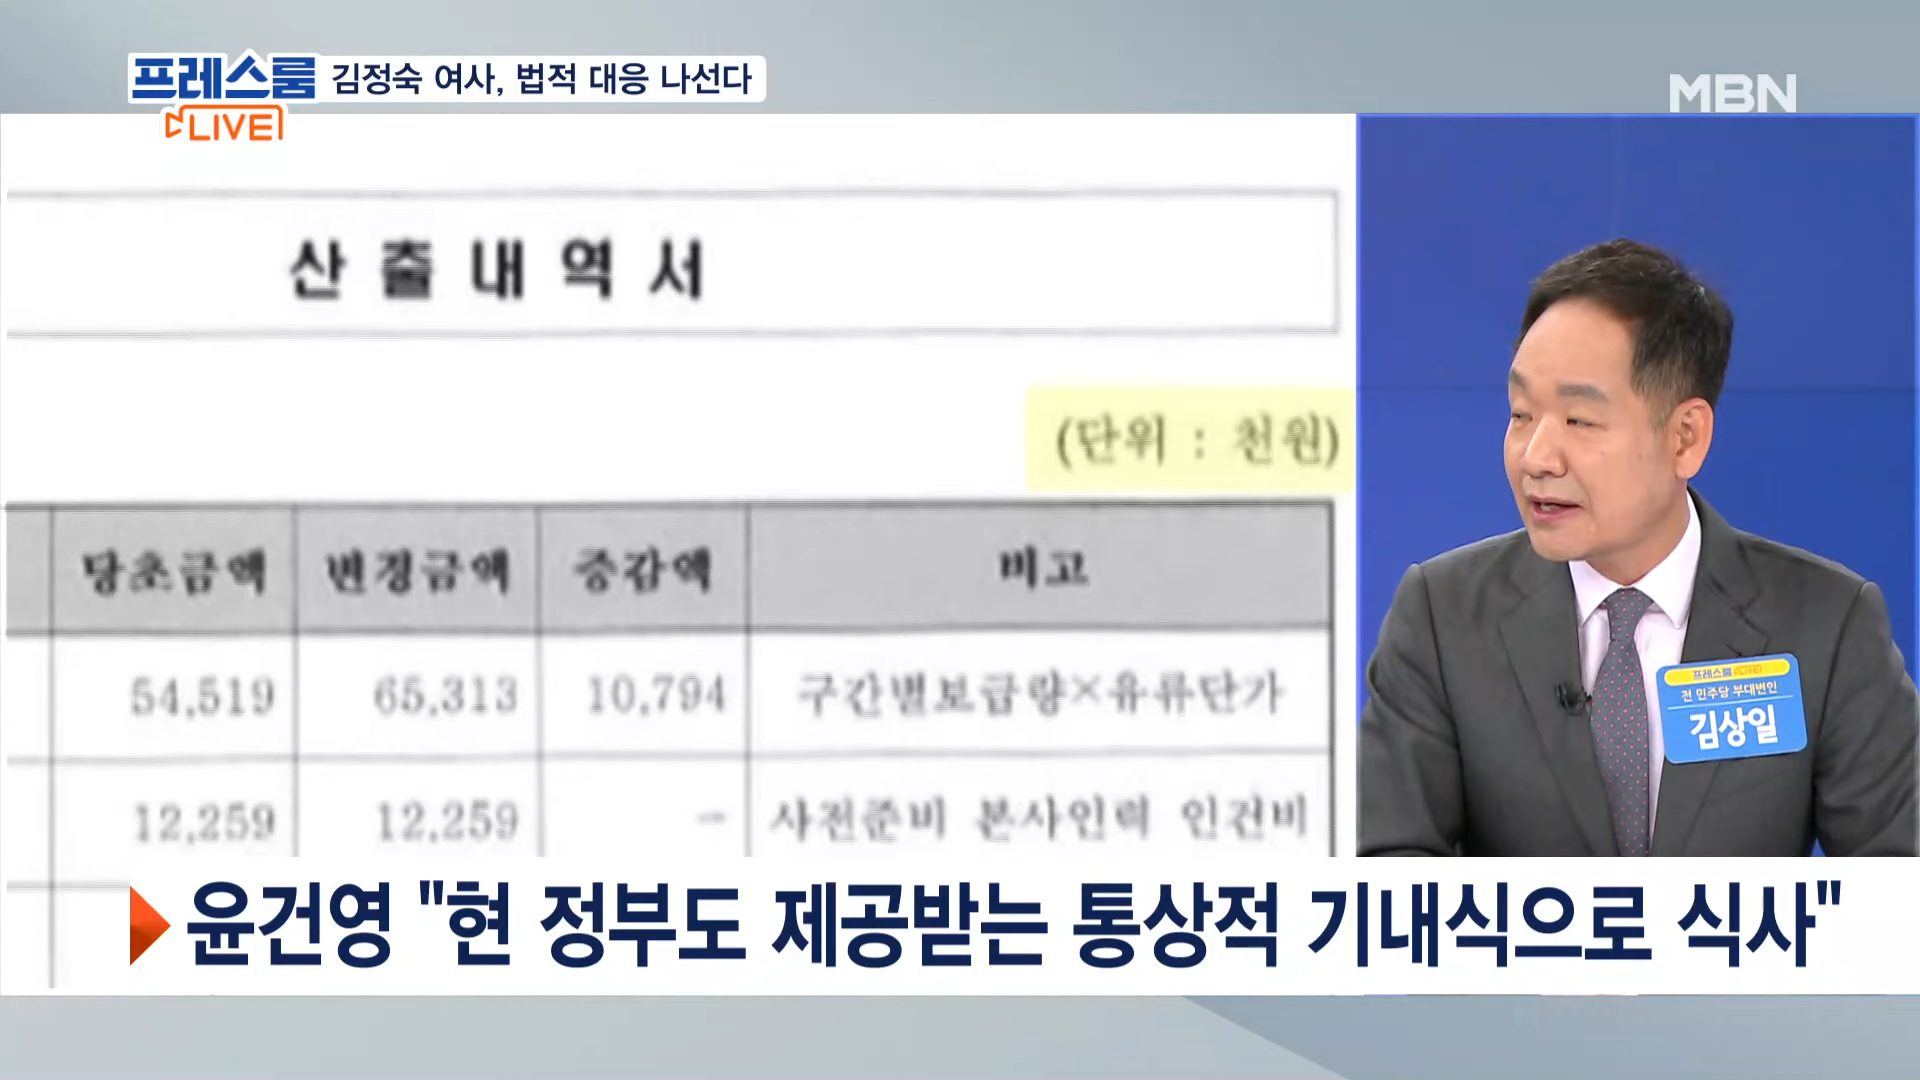 프레스룸
LIVE
김정숙 여사, 법적 대응 나선다
MBN
산출내역서
(단위 : 천원)
당초금액 변경금액 증감액 비고
54,519 65,313 10,794 구간별보급량×유류단가
12,259 12,259 - 사전준비 본사인력 인건비
프레스룸 LIVE
전 민주당 부대변인
김상일
윤건영 "현 정부도 제공받는 통상적 기내식으로 식사"